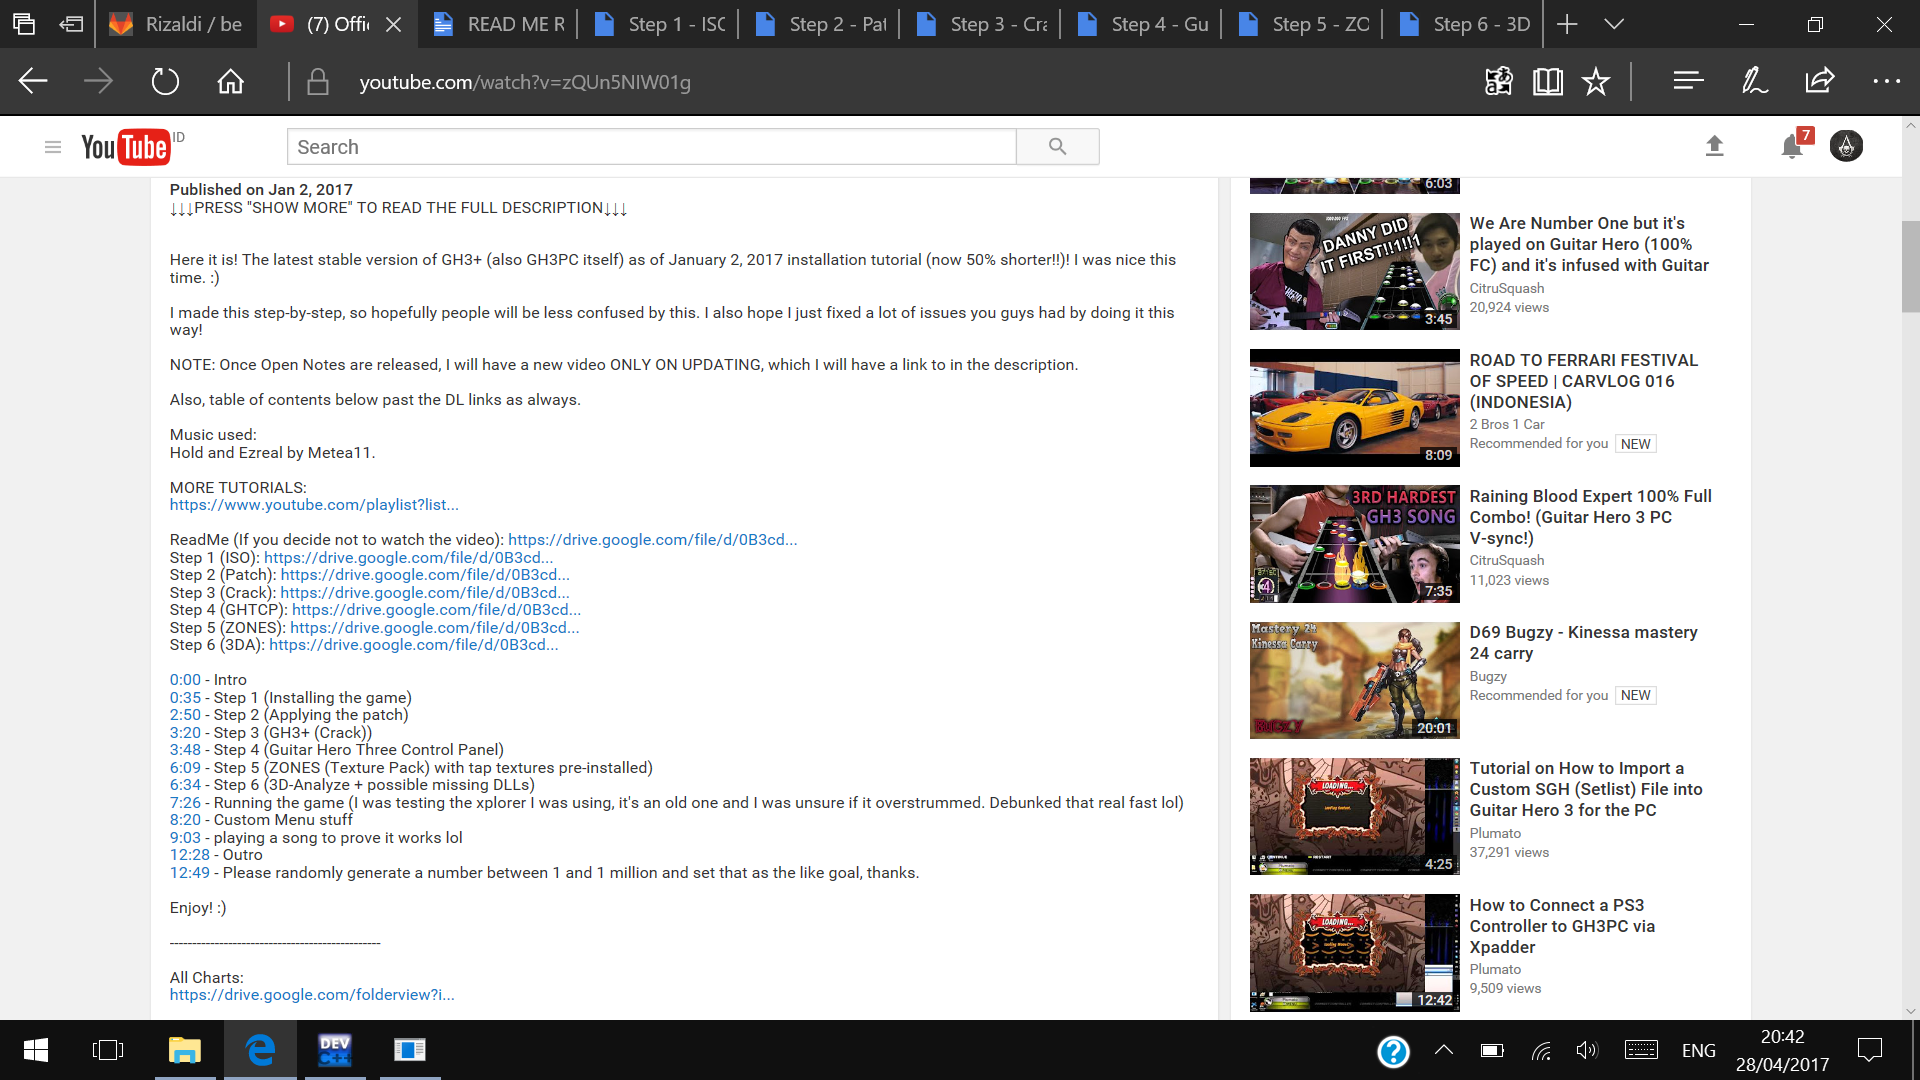 Rizaldi / be
(7) Offi
READ ME R
Step 1 - ISO
Step 2 - Pat
Step 3 - Cra
Step 4 - Gu
Step 5 - ZO
Step 6 - 3D
youtube.com/watch?v=zQUn5NlW01g
YouTube ID
Search
7
Published on Jan 2, 2017
↓↓↓PRESS "SHOW MORE" TO READ THE FULL DESCRIPTION↓↓↓
Here it is! The latest stable version of GH3+ (also GH3PC itself) as of January 2, 2017 installation tutorial (now 50% shorter!!)! I was nice this
time. :)
I made this step-by-step, so hopefully people will be less confused by this. I also hope I just fixed a lot of issues you guys had by doing it this
way!
NOTE: Once Open Notes are released, I will have a new video ONLY ON UPDATING, which I will have a link to in the description.
Also, table of contents below past the DL links as always.
Music used:
Hold and Ezreal by Metea11.
MORE TUTORIALS:
https://www.youtube.com/playlist?list...
ReadMe (If you decide not to watch the video): https://drive.google.com/file/d/0B3cd...
Step 1 (ISO): https://drive.google.com/file/d/0B3cd...
Step 2 (Patch): https://drive.google.com/file/d/0B3cd...
Step 3 (Crack): https://drive.google.com/file/d/0B3cd...
Step 4 (GHTCP): https://drive.google.com/file/d/0B3cd...
Step 5 (ZONES): https://drive.google.com/file/d/0B3cd...
Step 6 (3DA): https://drive.google.com/file/d/0B3cd...
0:00 - Intro
0:35 - Step 1 (Installing the game)
2:50 - Step 2 (Applying the patch)
3:20 - Step 3 (GH3+ (Crack))
3:48 - Step 4 (Guitar Hero Three Control Panel)
6:09 - Step 5 (ZONES (Texture Pack) with tap textures pre-installed)
6:34 - Step 6 (3D-Analyze + possible missing DLLs)
7:26 - Running the game (I was testing the xplorer I was using, it's an old one and I was unsure if it overstrummed. Debunked that real fast lol)
8:20 - Custom Menu stuff
9:03 - playing a song to prove it works lol
12:28 - Outro
12:49 - Please randomly generate a number between 1 and 1 million and set that as the like goal, thanks.
Enjoy! :)
-----------------------------------------------
All Charts:
https://drive.google.com/folderview?i...
6:03
DANNY DID
IT FIRST!!1!!1
3:45
We Are Number One but it's
played on Guitar Hero (100%
FC) and it's infused with Guitar
CitruSquash
20,924 views
8:09
ROAD TO FERRARI FESTIVAL
OF SPEED | CARVLOG 016
(INDONESIA)
2 Bros 1 Car
Recommended for you NEW
3RD HARDEST
GH3 SONG
7:35
Raining Blood Expert 100% Full
Combo! (Guitar Hero 3 PC
V-sync!)
CitruSquash
11,023 views
Mastery 24
Kinessa Carry
BUGZY
20:01
D69 Bugzy - Kinessa mastery
24 carry
Bugzy
Recommended for you NEW
LOADING...
4:25
Tutorial on How to Import a
Custom SGH (Setlist) File into
Guitar Hero 3 for the PC
Plumato
37,291 views
LOADING...
12:42
How to Connect a PS3
Controller to GH3PC via
Xpadder
Plumato
9,509 views
DEV
C++
ENG
20:42
28/04/2017